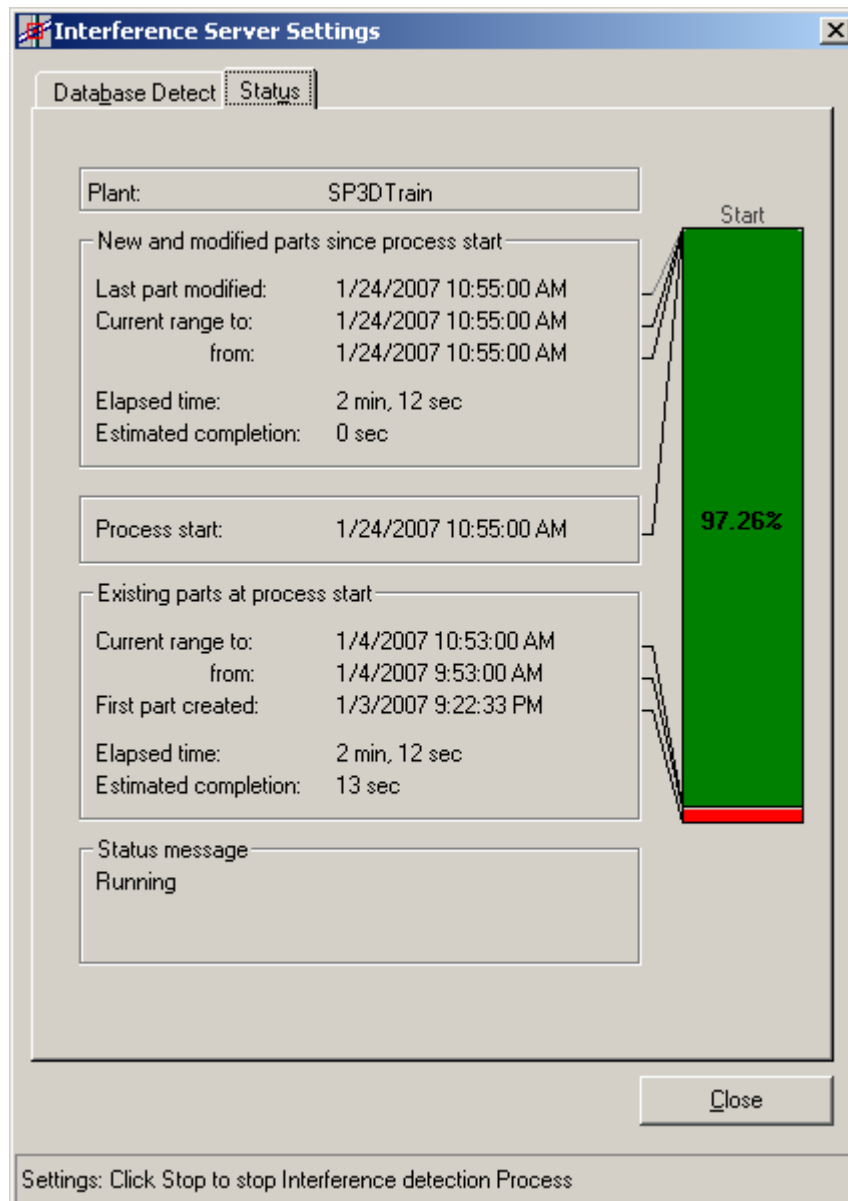 Interference Server Settings
Database Detect Status
Plant: SP3DTrain
Start
New and modified parts since process start
Last part modified: 1/24/2007 10:55:00 AM
Current range to: 1/24/2007 10:55:00 AM
from: 1/24/2007 10:55:00 AM
Elapsed time: 2 min, 12 sec
Estimated completion: 0 sec
Process start: 1/24/2007 10:55:00 AM
97.26%
Existing parts at process start
Current range to: 1/4/2007 10:53:00 AM
from: 1/4/2007 9:53:00 AM
First part created: 1/3/2007 9:22:33 PM
Elapsed time: 2 min, 12 sec
Estimated completion: 13 sec
Status message
Running
Close
Settings: Click Stop to stop Interference detection Process